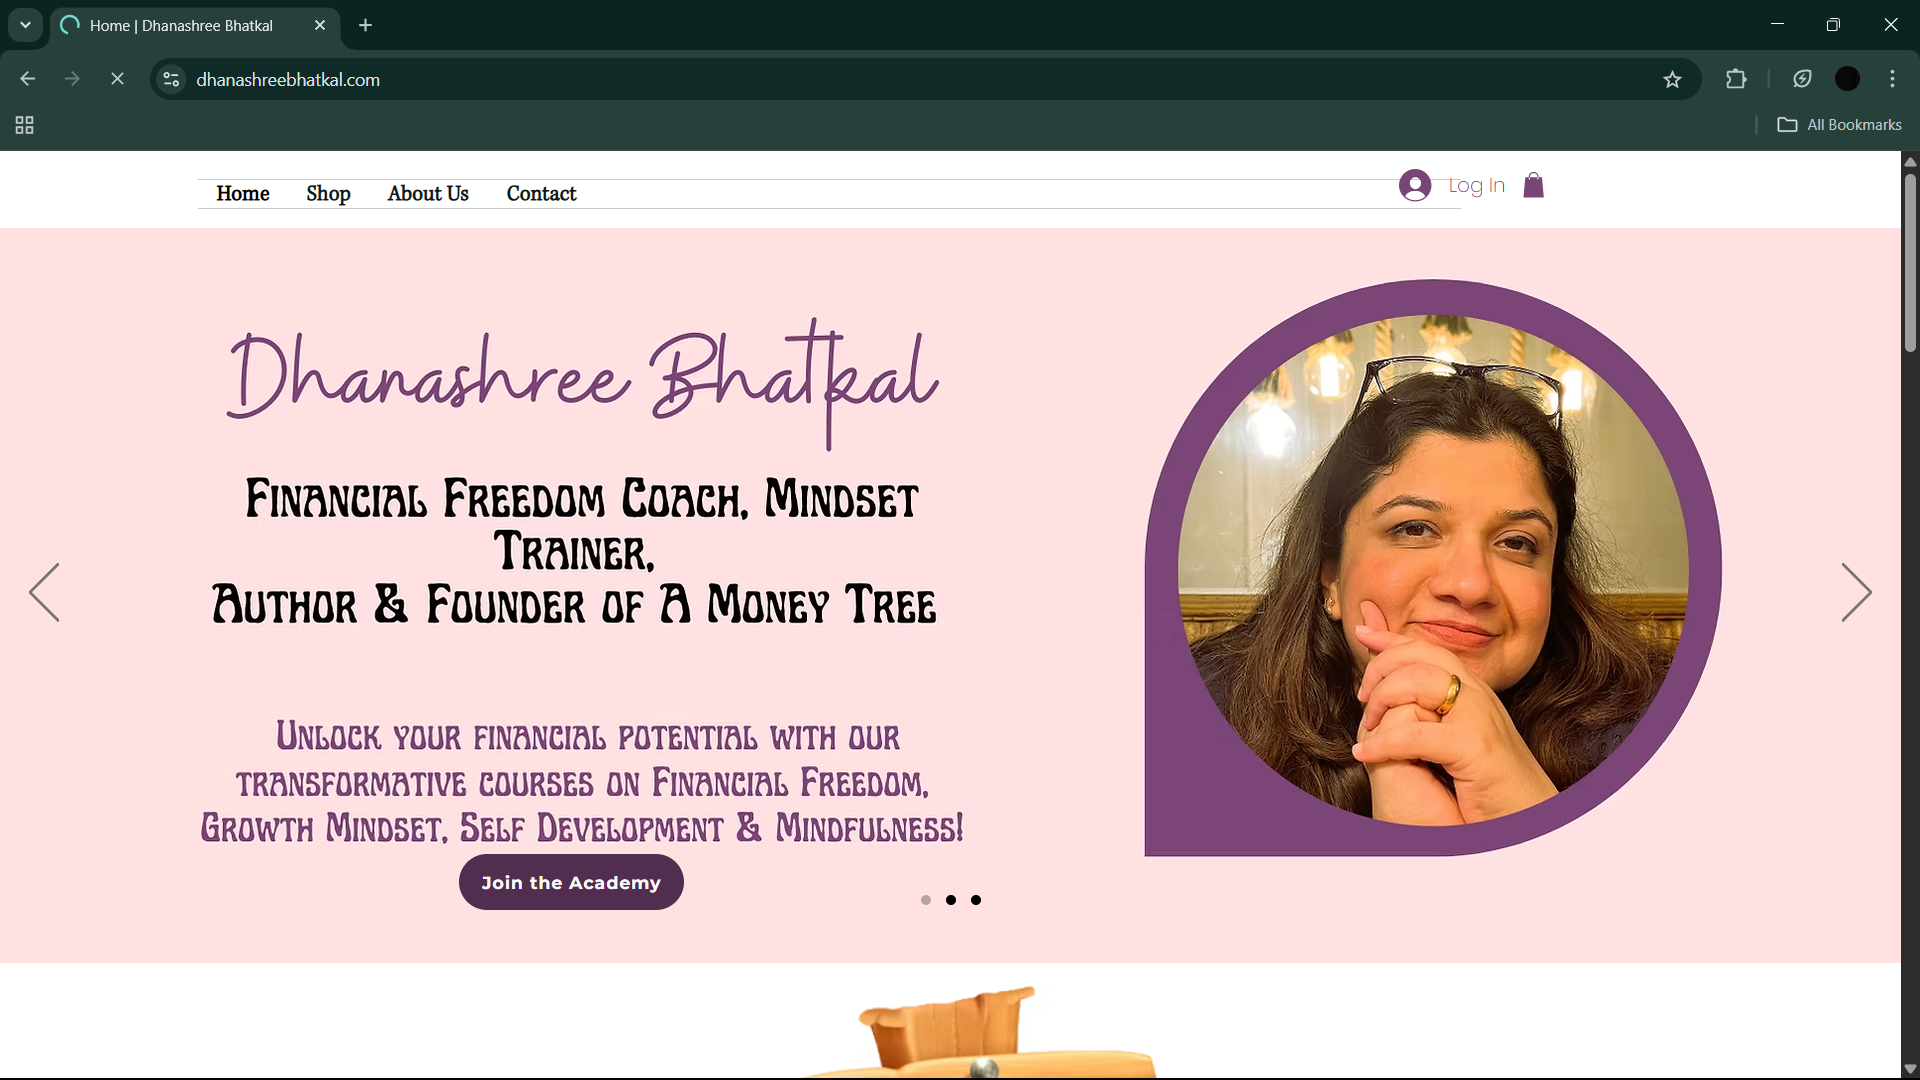 Home | Dhanashree Bhatkal
dhanashreebhatkal.com
All Bookmarks
Home Shop About Us Contact
Log In
Dhanashree Bhatkal
Financial Freedom Coach, Mindset
Trainer,
Author & Founder of A Money Tree
Unlock your financial potential with our
transformative courses on Financial Freedom,
Growth Mindset, Self Development & Mindfulness!
Join the Academy